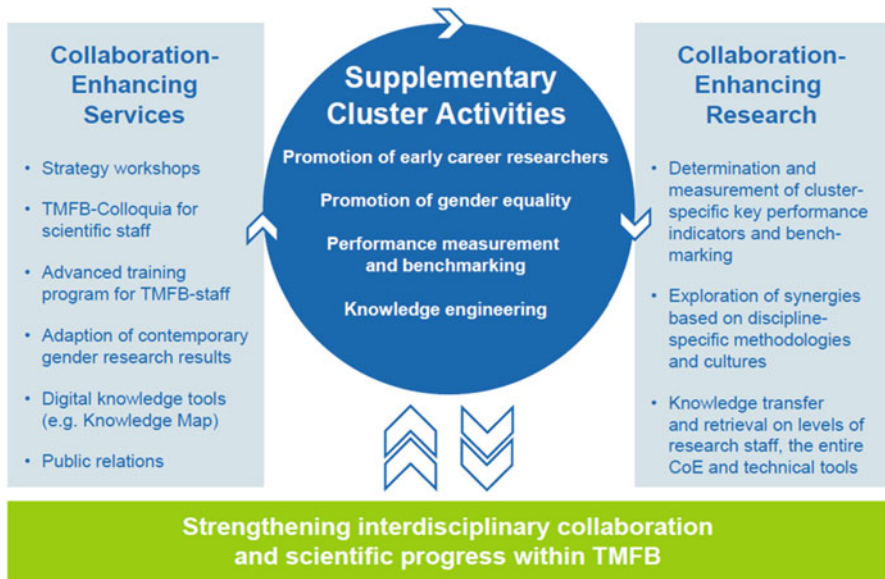 Collaboration-
Enhancing
Services
• Strategy workshops
• TMFB-Colloquia for
scientific staff
• Advanced training
program for TMFB-staff
• Adaption of contemporary
gender research results
• Digital knowledge tools
(e.g. Knowledge Map)
• Public relations
Supplementary
Cluster Activities
Promotion of early career researchers
Promotion of gender equality
Performance measurement
and benchmarking
Knowledge engineering
Collaboration-
Enhancing
Research
• Determination and
measurement of cluster-
specific key performance
indicators and bench-
marking
• Exploration of synergies
based on discipline-
specific methodologies
and cultures
• Knowledge transfer
and retrieval on levels of
research staff, the entire
CoE and technical tools
Strengthening interdisciplinary collaboration
and scientific progress within TMFB